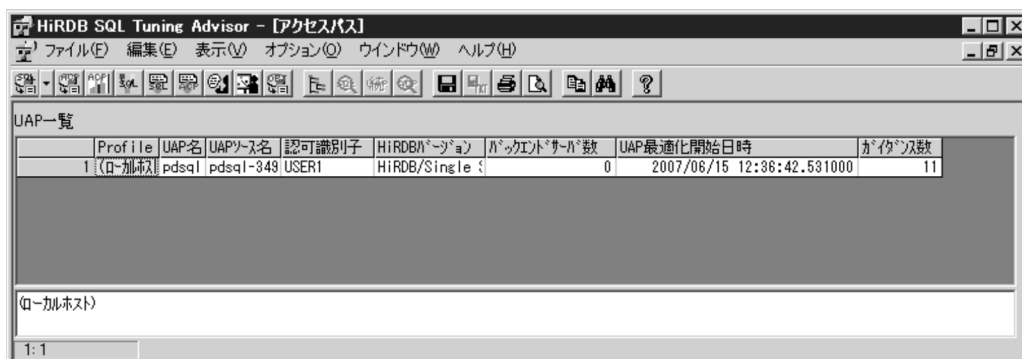 HiRDB SQL Tuning Advisor - [アクセスパス]
ファイル(F) 編集(E) 表示(V) オプション(O) ウインドウ(W) ヘルプ(H)
UAP一覧
Profile UAP名 UAPソース名 認可識別子 HiRDBバージョン バックエンドサーバ数 UAP最適化開始日時 ガイダンス数
1 (ローカルホス pdsql pdsql-349 USER1 HiRDB/Single S 0 2007/06/15 12:36:42.531000 11
(ローカルホスト)
1: 1